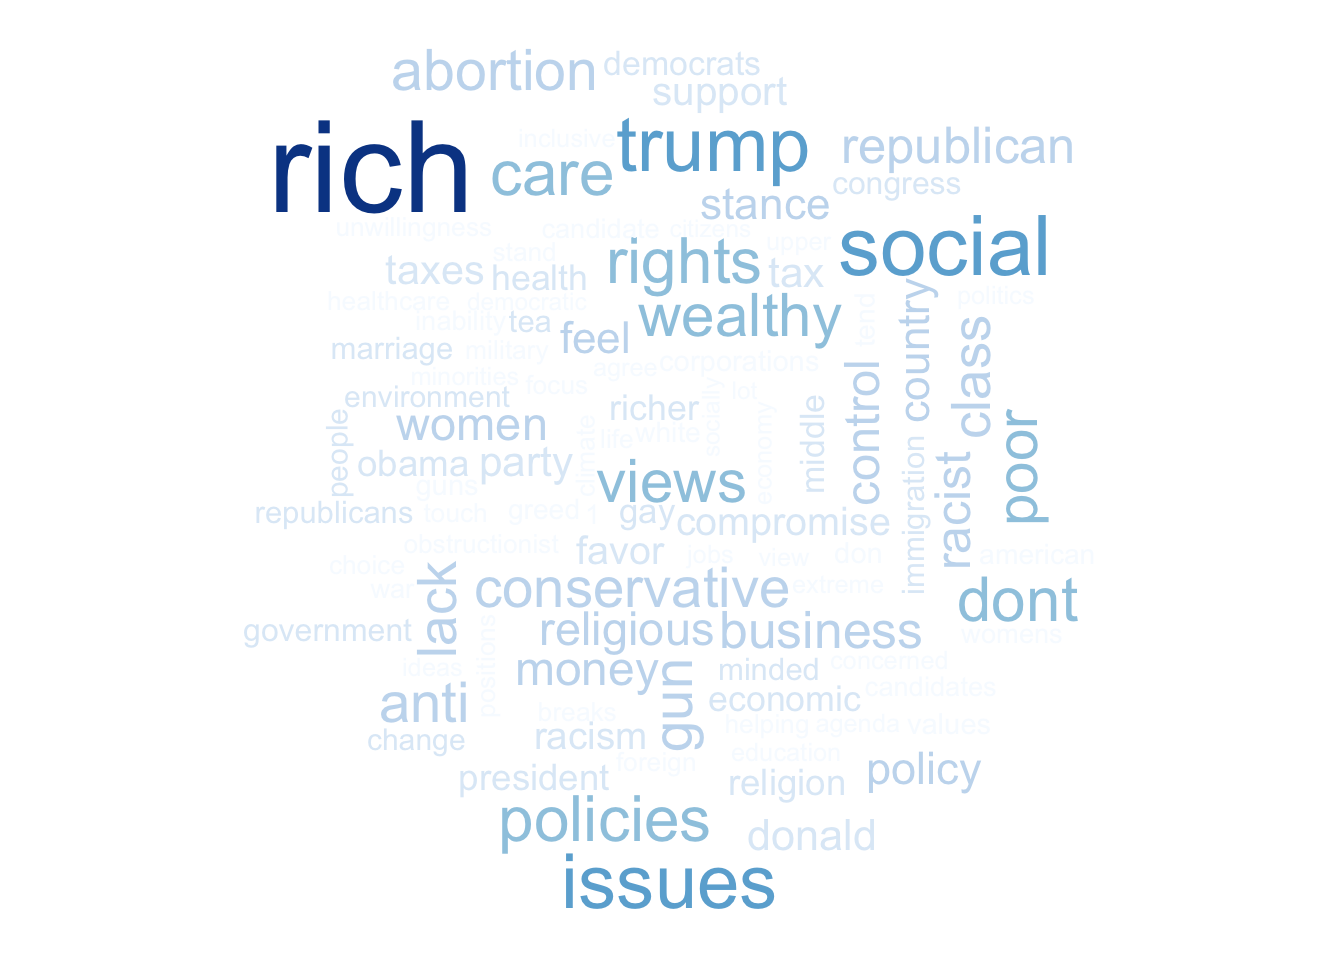 abortion
democrats
support
rich
inclusive
trump
care
republican
congress
stance
unwillingness
candidate
citizens
social
stand
upper
rights
taxes
health
tax
healthcare
democratic
wealthy
country
politics
inability
tea
feel
tend
class
marriage
military
agree
corporations
minorities
focus
environment
richer
lot
socially
middle
control
women
people
life
white
economy
poor
obama
party
climate
views
guns
racist
immigration
republicans
touch
greed
1
gay
compromise
obstructionist
favor
jobs
view
don
american
choice
war
lack
conservative
extreme
dont
government
religious
business
womens
ideas
positions
money
gun
minded
concerned
anti
economic
candidates
breaks
helping
agenda
values
change
racism
foreign
education
president
religion
policy
policies
donald
issues